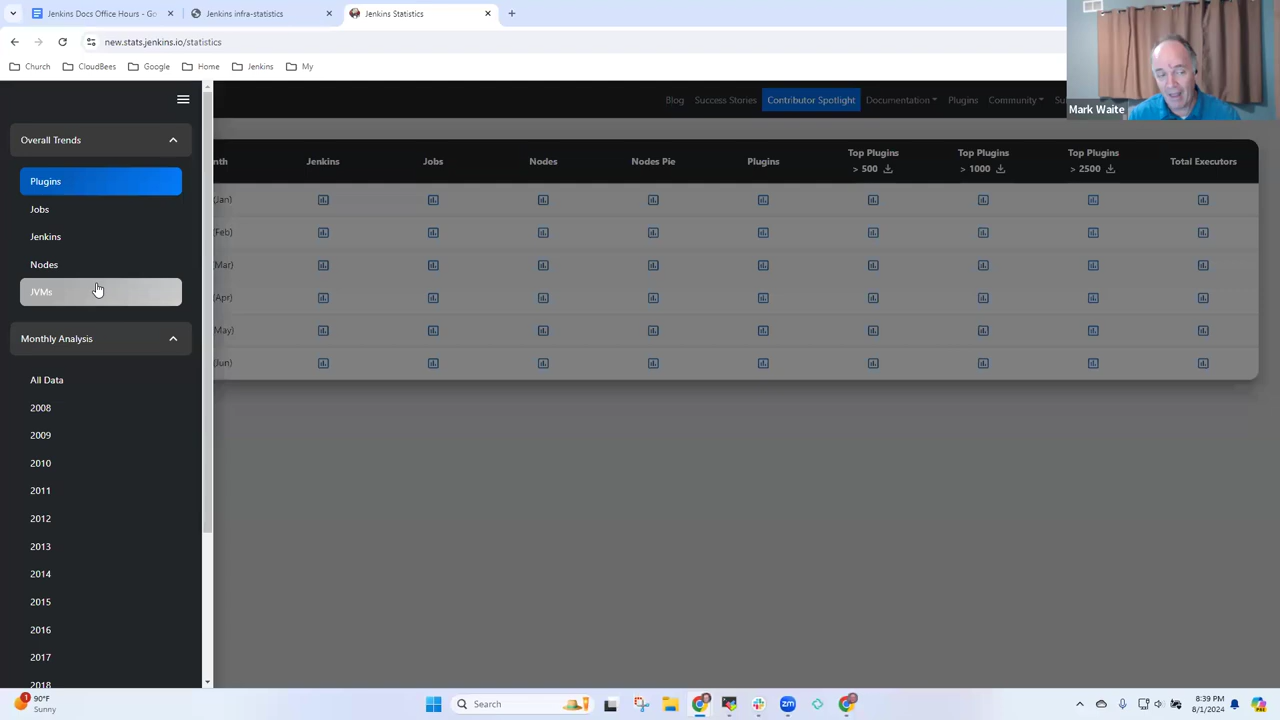 Jenkins Docs Office Hours - Go
Jenkins infra-statistics
Jenkins Statistics
new.stats.jenkins.io/statistics
Church
CloudBees
Google
Home
Jenkins
My
Mark Waite
Blog
Success Stories
Contributor Spotlight
Documentation
Plugins
Community
Su
Overall Trends
Plugins
Jobs
Jenkins
Nodes
JVMs
Monthly Analysis
All Data
2008
2009
2010
2011
2012
2013
2014
2015
2016
2017
2018
nth
Jenkins
Jobs
Nodes
Nodes Pie
Plugins
Top Plugins
> 500
Top Plugins
> 1000
Top Plugins
> 2500
Total Executors
(Jan)
(Feb)
(Mar)
(Apr)
(May)
(Jun)
1
90°F
Sunny
Search
zm
8:39 PM
8/1/2024